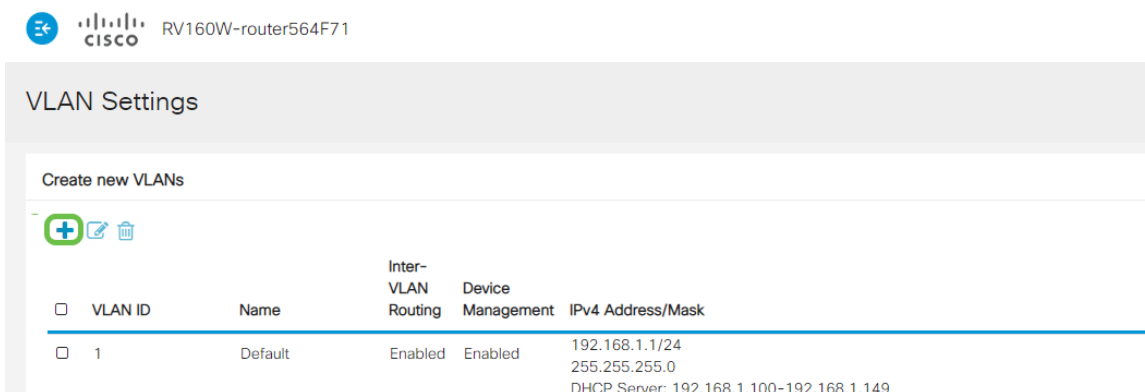 CISCO
RV160W-router564F71
VLAN Settings
Create new VLANs
Inter-
VLAN Device
VLAN ID Name Routing Management IPv4 Address/Mask
1 Default Enabled Enabled 192.168.1.1/24
255.255.255.0
DHCP Server: 192.168.1.100-192.168.1.149